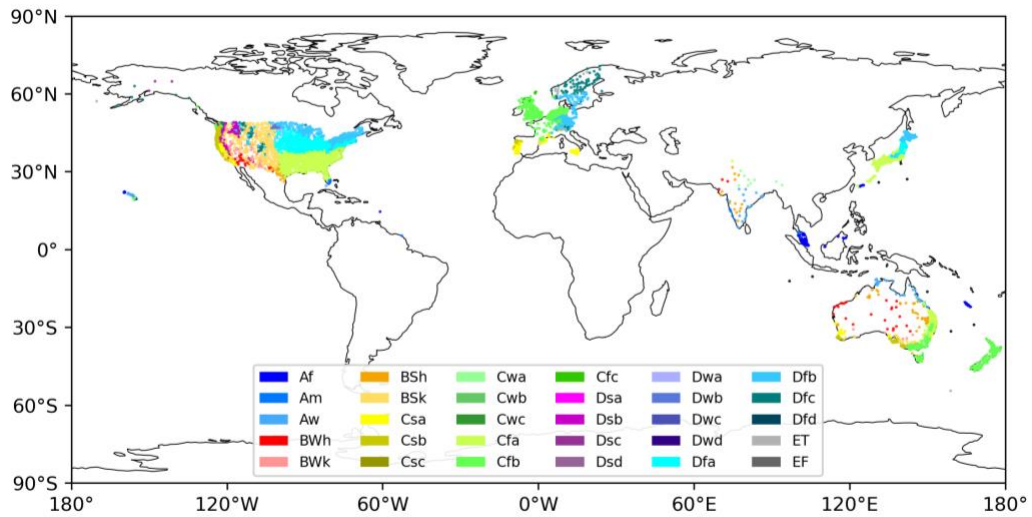 90°N
60°N
30°N
0°
30°S
60°S
90°S
180°
120°W
60°W
0°W
60°E
120°E
180°
Af BSh Cwa Cfc Dwa Dfb
Am BSk Cwb Dsa Dwb Dfc
Aw Csa Cwc Dsb Dwc Dfd
BWh Csb Cfa Dsc Dwd ET
BWk Csc Cfb Dsd Dfa EF